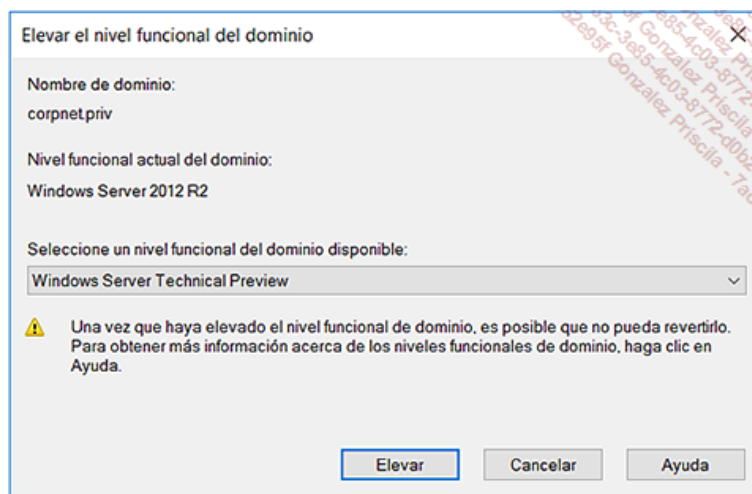 Elevar el nivel funcional del dominio
Nombre de dominio:
corpnet.priv
Nivel funcional actual del dominio:
Windows Server 2012 R2
Seleccione un nivel funcional del dominio disponible:
Windows Server Technical Preview
Una vez que haya elevado el nivel funcional de dominio, es posible que no pueda revertirlo.
Para obtener más información acerca de los niveles funcionales de dominio, haga clic en
Ayuda.
Elevar Cancelar Ayuda